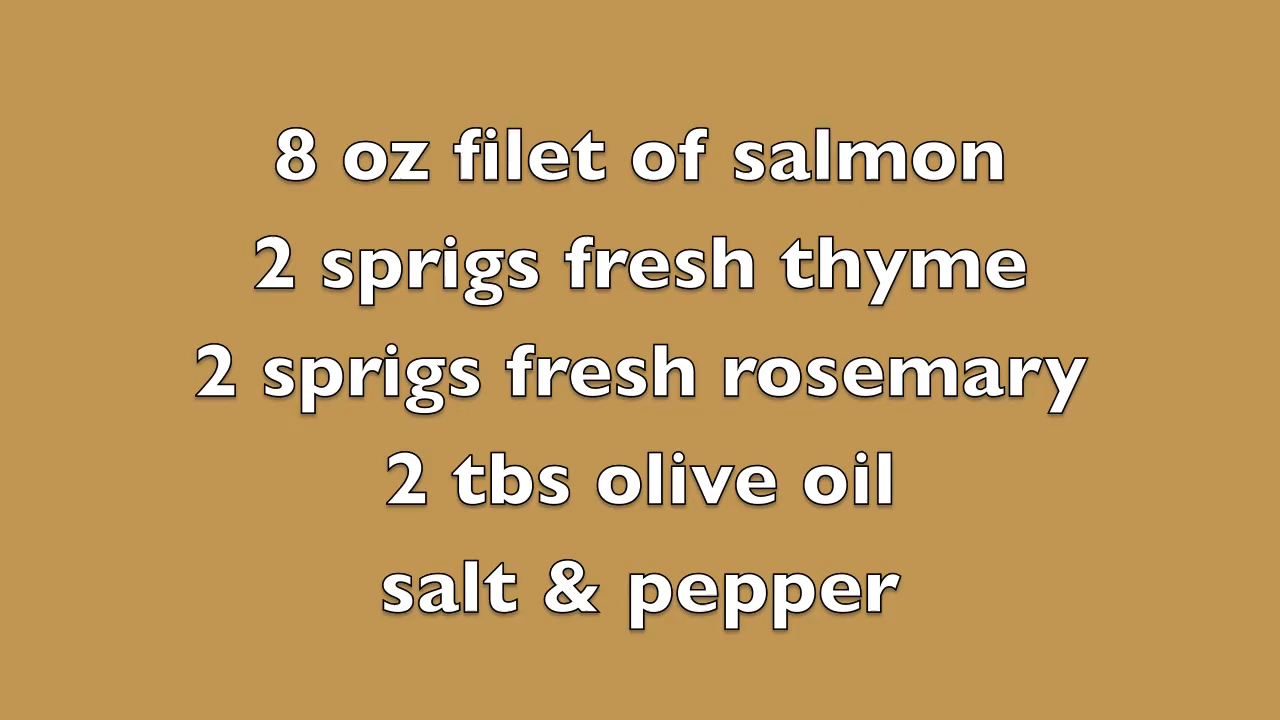 8 oz filet of salmon
2 sprigs fresh thyme
2 sprigs fresh rosemary
2 tbs olive oil
salt & pepper